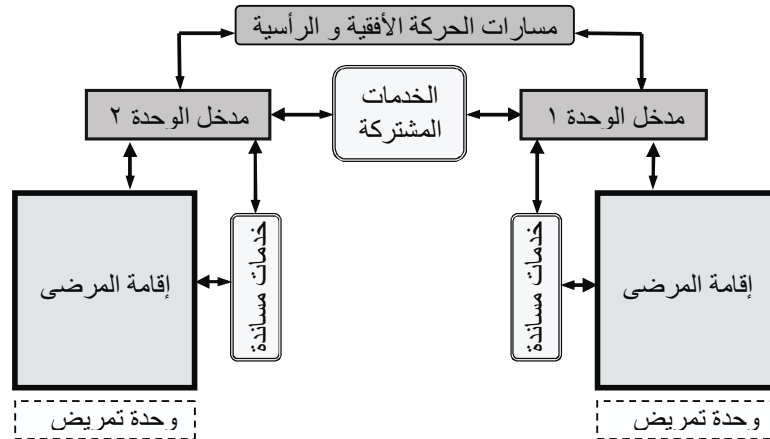 مسارات الحركة الأفقية و الرأسية
الخدمات
المشتركة
مدخل الوحدة ١
مدخل الوحدة ٢
إقامة المرضى
خدمات مساندة
خدمات مساندة
إقامة المرضى
وحدة تمريض
وحدة تمريض